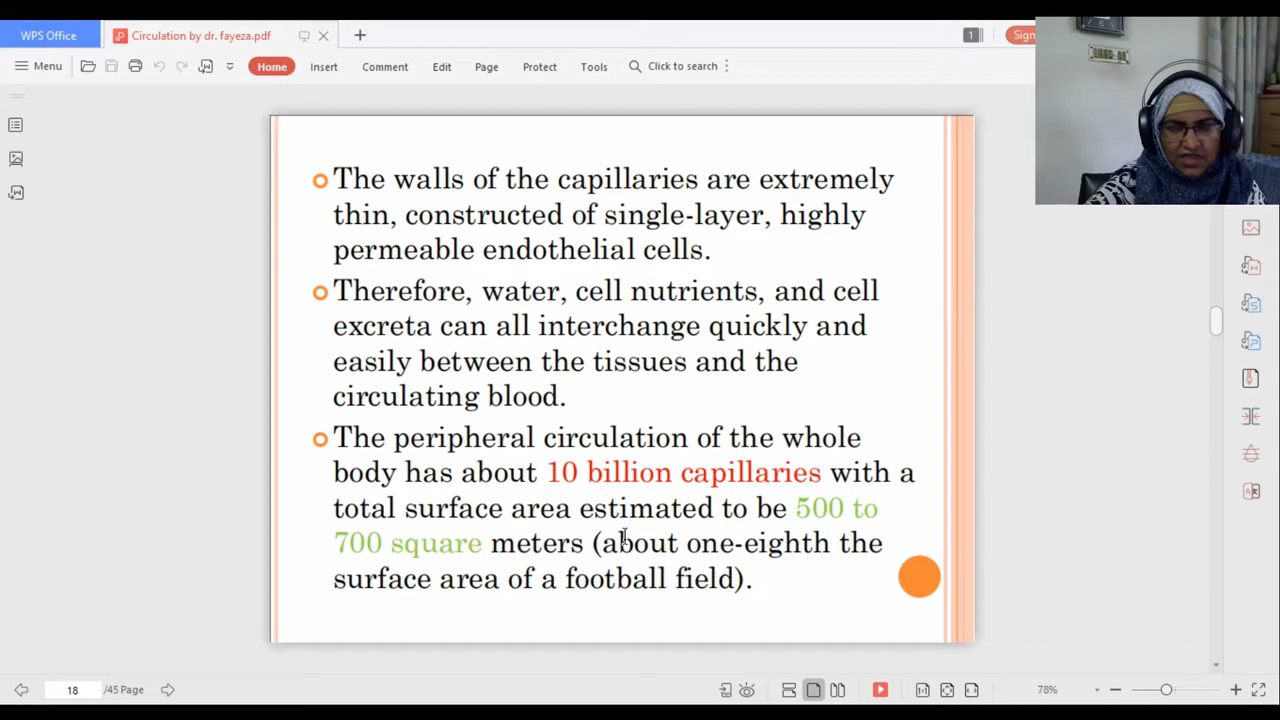 WPS Office
Circulation by dr. fayeza.pdf
1
Sign
Menu
Home
Insert
Comment
Edit
Page
Protect
Tools
Click to search
The walls of the capillaries are extremely
thin, constructed of single-layer, highly
permeable endothelial cells.
Therefore, water, cell nutrients, and cell
excreta can all interchange quickly and
easily between the tissues and the
circulating blood.
The peripheral circulation of the whole
body has about 10 billion capillaries with a
total surface area estimated to be 500 to
700 square meters (about one-eighth the
surface area of a football field).
18
/45 Page
78%